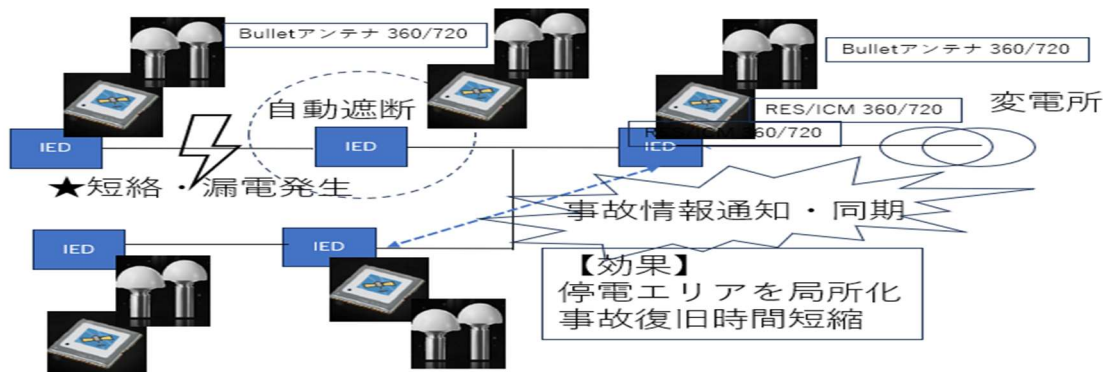 Bulletアンテナ 360/720
Bulletアンテナ 360/720
自動遮断
RES/ICM 360/720
変電所
360/720
IED
IED
IED
★短絡・漏電発生
事故情報通知・同期
IED
IED
【効果】
停電エリアを局所化
事故復旧時間短縮